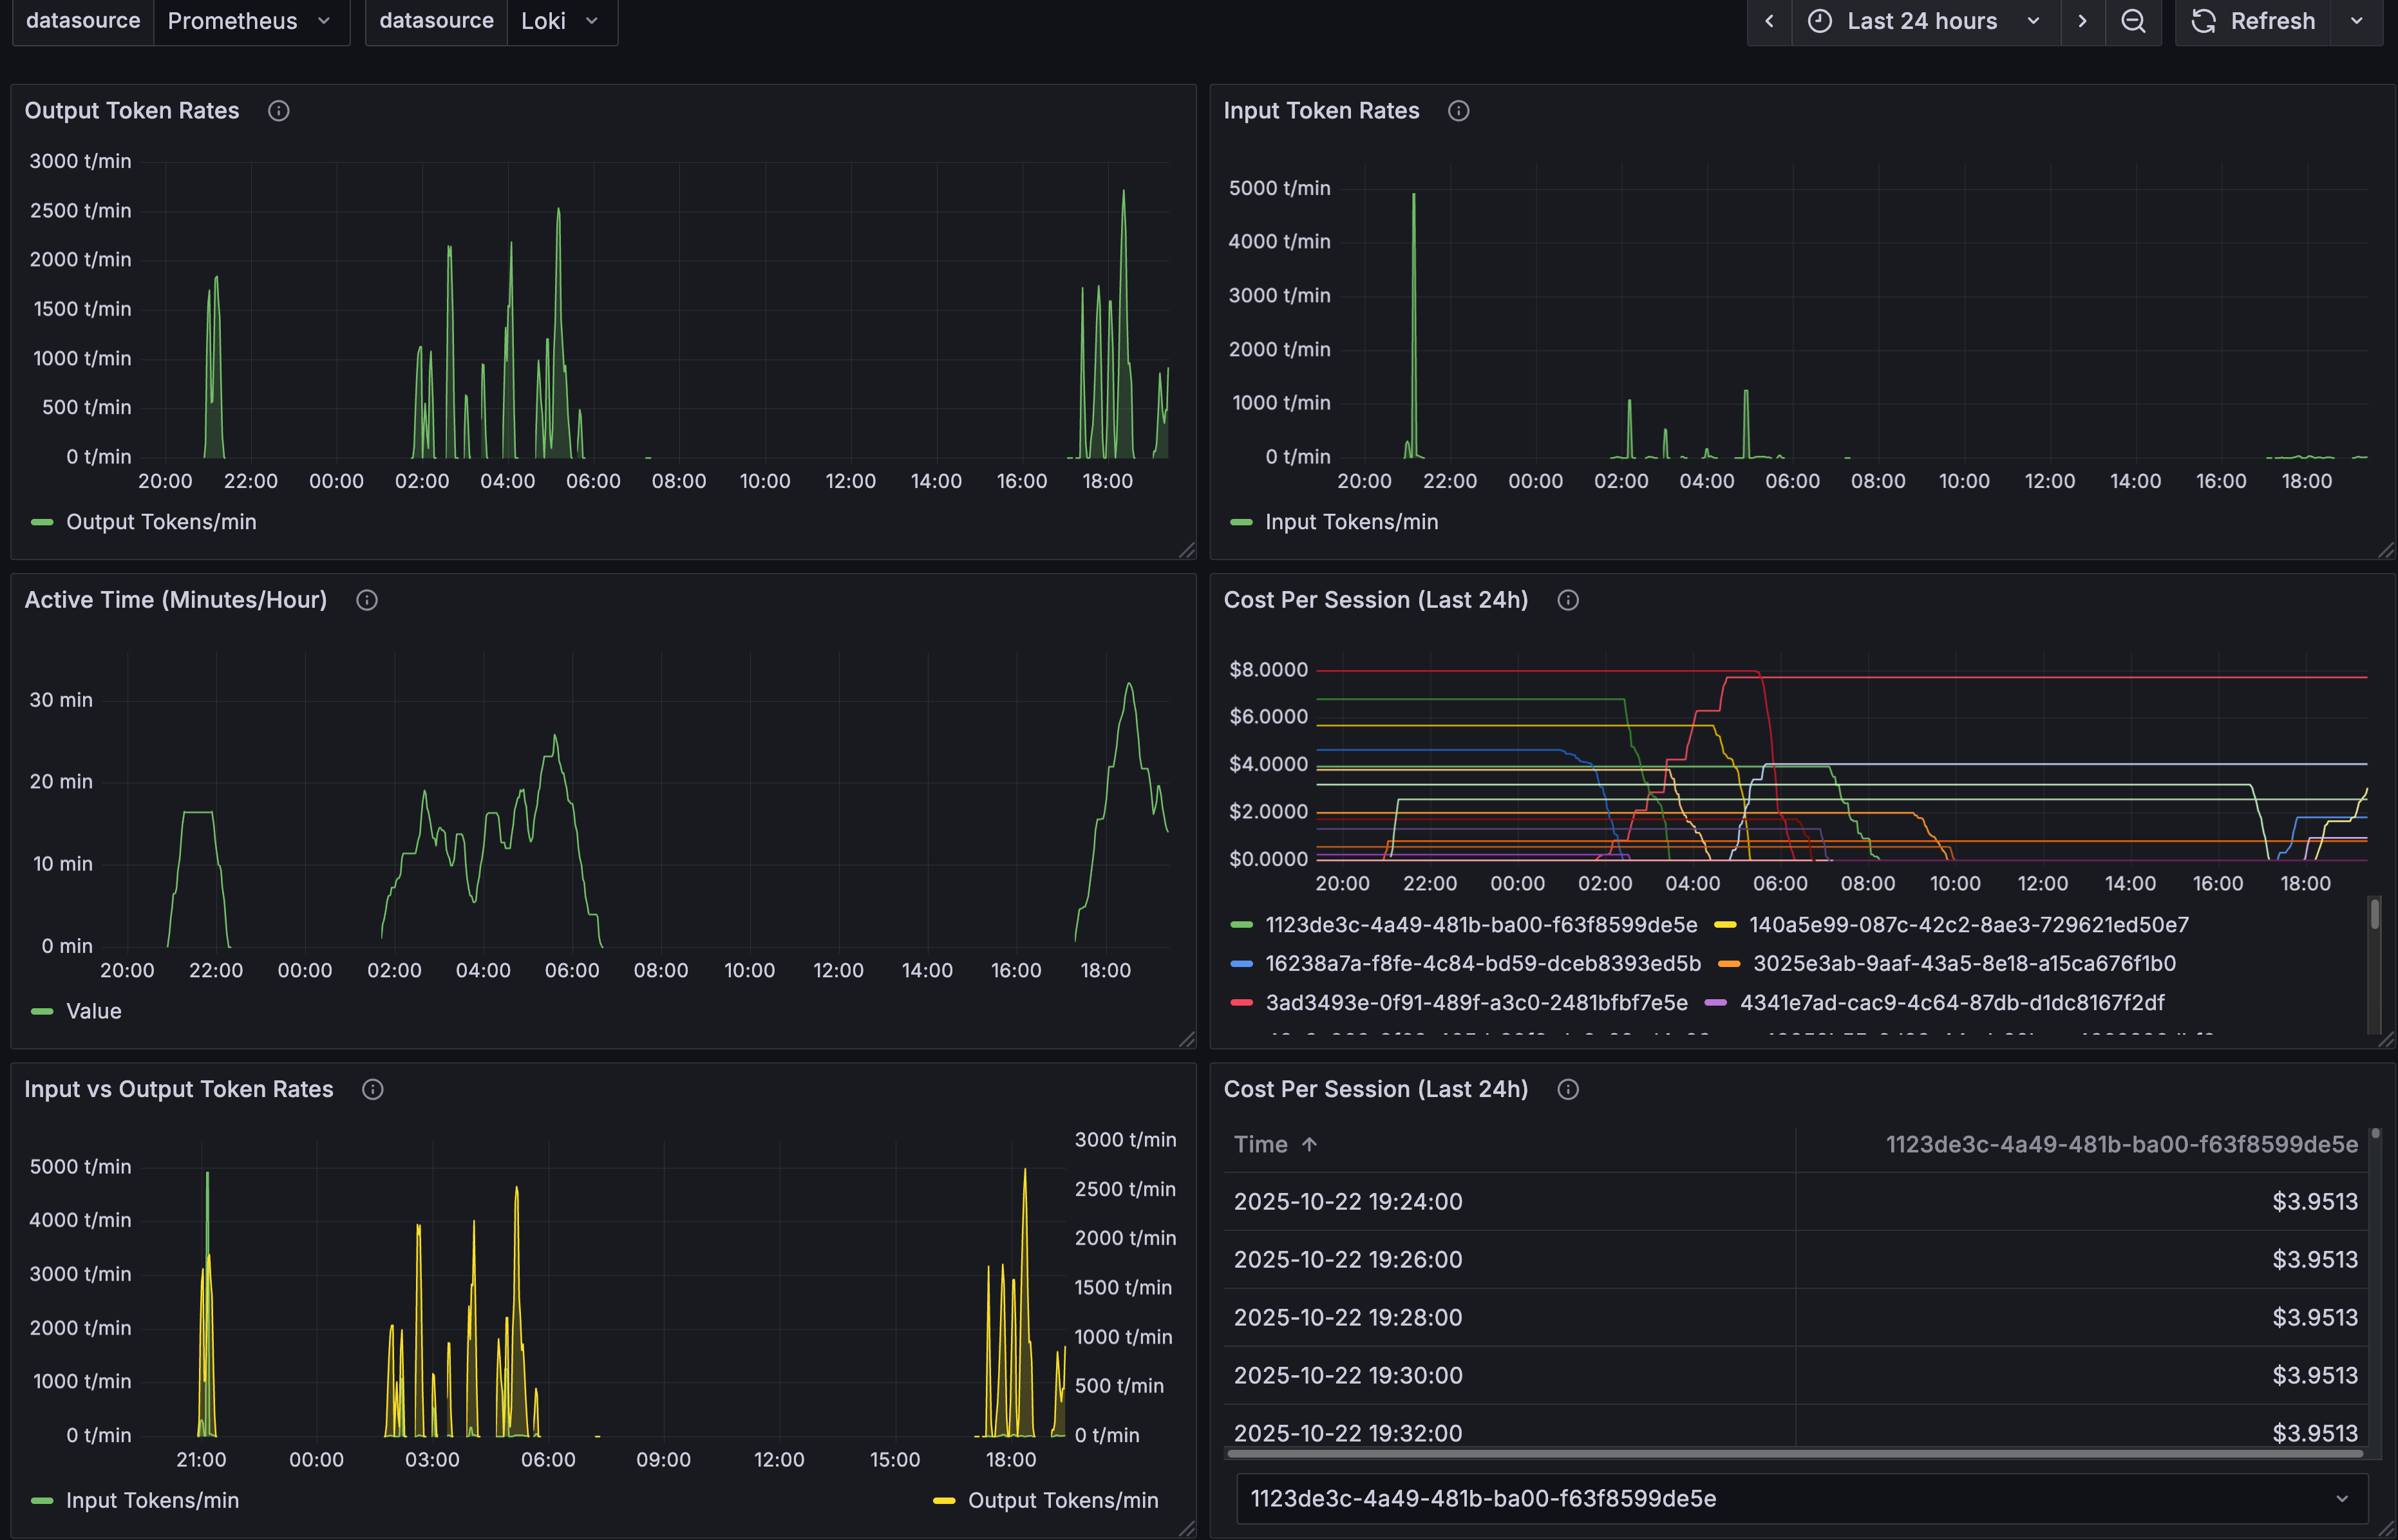 datasource Prometheus datasource Loki Last 24 hours Refresh
Output Token Rates
3000 t/min
2500 t/min
2000 t/min
1500 t/min
1000 t/min
500 t/min
0 t/min
20:00 22:00 00:00 02:00 04:00 06:00 08:00 10:00 12:00 14:00 16:00 18:00
Output Tokens/min
Input Token Rates
5000 t/min
4000 t/min
3000 t/min
2000 t/min
1000 t/min
0 t/min
20:00 22:00 00:00 02:00 04:00 06:00 08:00 10:00 12:00 14:00 16:00 18:00
Input Tokens/min
Active Time (Minutes/Hour)
30 min
20 min
10 min
0 min
20:00 22:00 00:00 02:00 04:00 06:00 08:00 10:00 12:00 14:00 16:00 18:00
Value
Cost Per Session (Last 24h)
$8.0000
$6.0000
$4.0000
$2.0000
$0.0000
20:00 22:00 00:00 02:00 04:00 06:00 08:00 10:00 12:00 14:00 16:00 18:00
1123de3c-4a49-481b-ba00-f63f8599de5e 140a5e99-087c-42c2-8ae3-729621ed50e7
16238a7a-f8fe-4c84-bd59-dceb8393ed5b 3025e3ab-9aaf-43a5-8e18-a15ca676f1b0
3ad3493e-0f91-489f-a3c0-2481bfbf7e5e 4341e7ad-cac9-4c64-87db-d1dc8167f2df
Input vs Output Token Rates
5000 t/min
4000 t/min
3000 t/min
2000 t/min
1000 t/min
0 t/min
3000 t/min
2500 t/min
2000 t/min
1500 t/min
1000 t/min
500 t/min
0 t/min
21:00 00:00 03:00 06:00 09:00 12:00 15:00 18:00
Input Tokens/min Output Tokens/min
Cost Per Session (Last 24h)
Time 1123de3c-4a49-481b-ba00-f63f8599de5e
2025-10-22 19:24:00 $3.9513
2025-10-22 19:26:00 $3.9513
2025-10-22 19:28:00 $3.9513
2025-10-22 19:30:00 $3.9513
2025-10-22 19:32:00 $3.9513
1123de3c-4a49-481b-ba00-f63f8599de5e